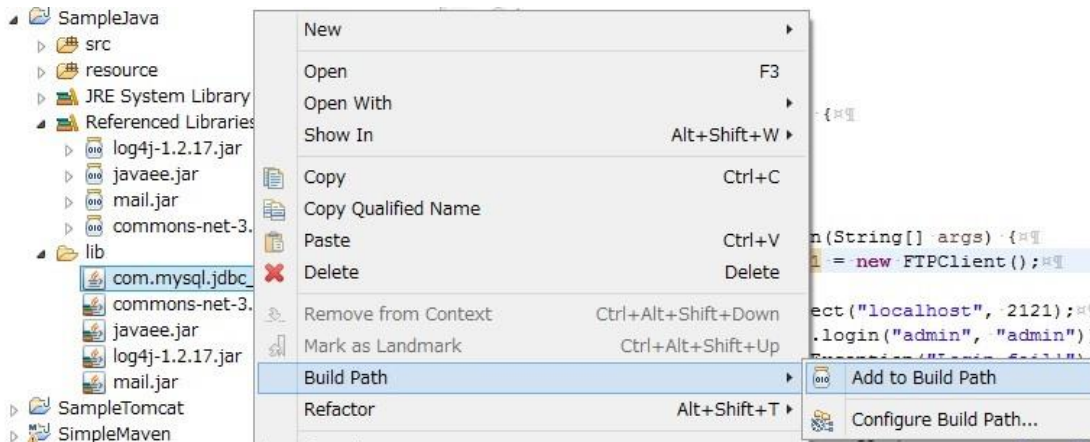 SampleJava
src
resource
JRE System Library
Referenced Libraries
log4j-1.2.17.jar
javaee.jar
mail.jar
commons-net-3.
lib
com.mysql.jdbc_
commons-net-3.
javaee.jar
log4j-1.2.17.jar
mail.jar
SampleTomcat
SimpleMaven
New
Open F3
Open With
Show In Alt+Shift+W
Copy Ctrl+C
Copy Qualified Name
Paste Ctrl+V
Delete Delete
Remove from Context Ctrl+Alt+Shift+Down
Mark as Landmark Ctrl+Alt+Shift+Up
Build Path
Refactor Alt+Shift+T
Add to Build Path
Configure Build Path...
{
n(String[] args) {
1 = new FTPClient();
ect("localhost", 2121);
.login("admin", "admin")